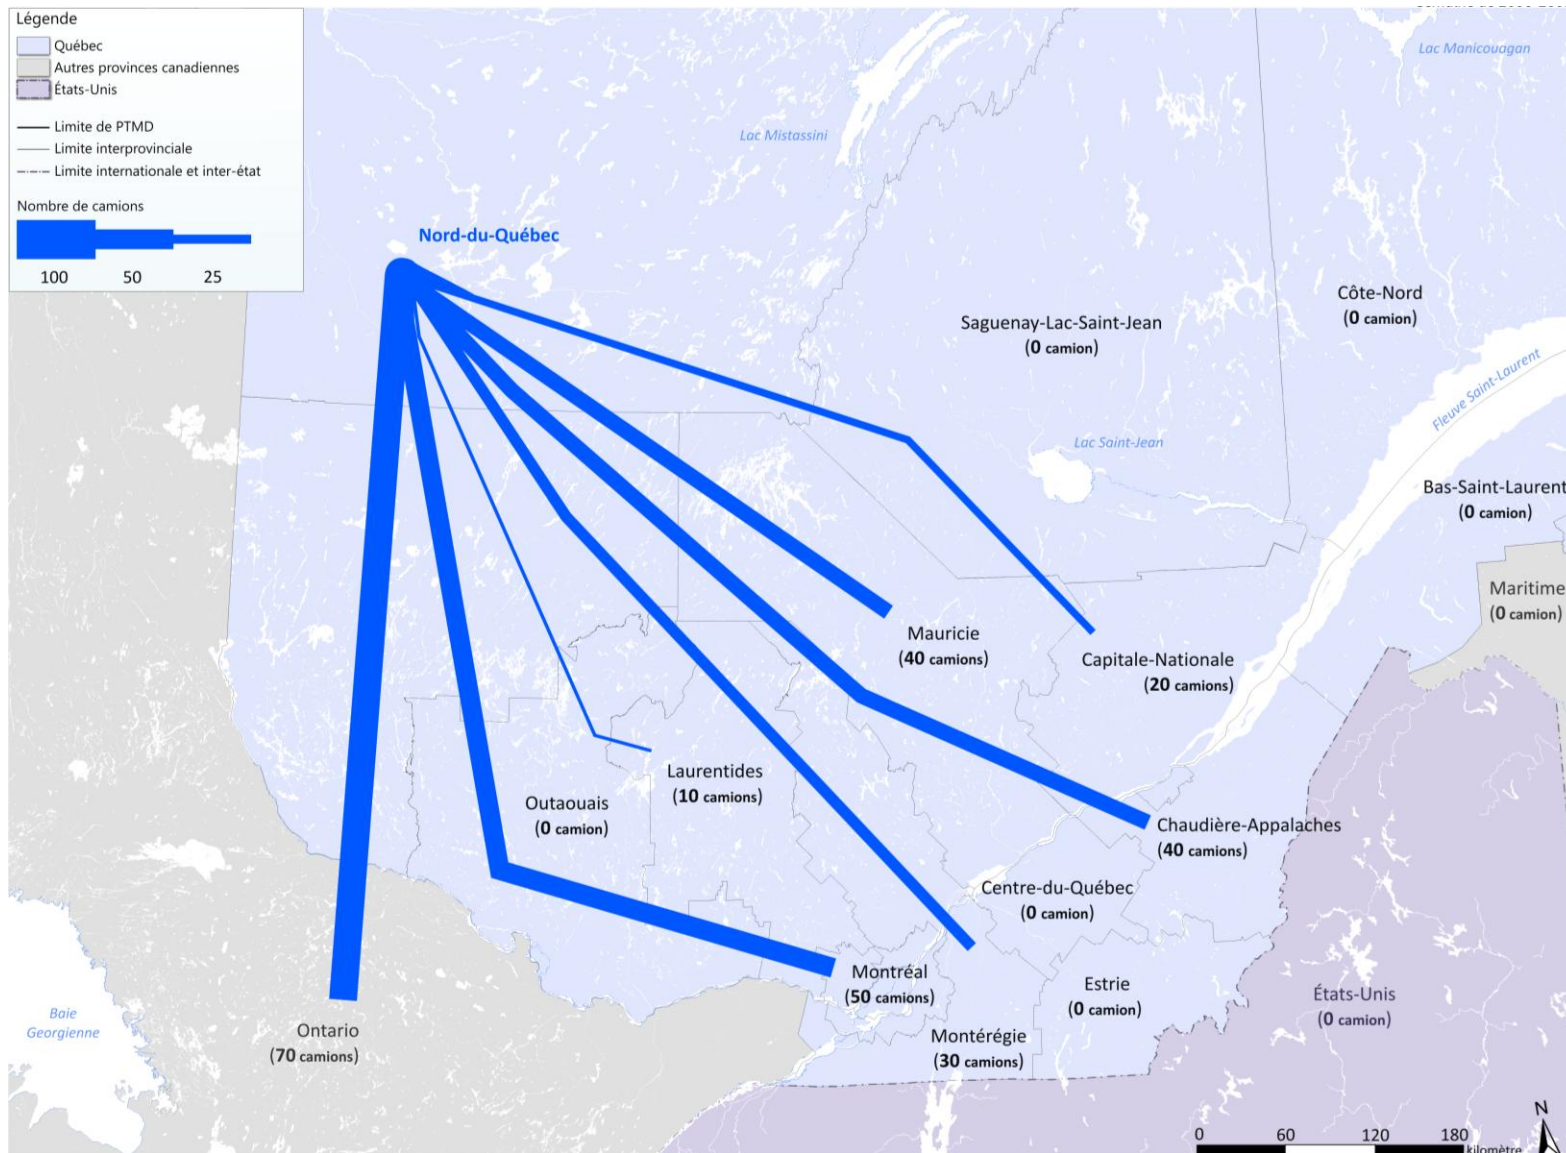 Légende
Québec
Autres provinces canadiennes
États-Unis
Limite de PTMD
Limite interprovinciale
Limite internationale et inter-état
Nombre de camions
100 50 25
Lac Manicouagan
Lac Mistassini
Nord-du-Québec
Côte-Nord
(0 camion)
Saguenay-Lac-Saint-Jean
(0 camion)
Fleuve Saint-Laurent
Lac Saint-Jean
Bas-Saint-Laurent
(0 camion)
Maritime
(0 camion)
Mauricie
(40 camions)
Capitale-Nationale
(20 camions)
Laurentides
(10 camions)
Outaouais
(0 camion)
Chaudière-Appalaches
(40 camions)
Centre-du-Québec
(0 camion)
Montréal
(50 camions)
Estrie
(0 camion)
États-Unis
(0 camion)
Baie
Georgienne
Ontario
(70 camions)
Montérégie
(30 camions)
N
0 60 120 180
kilomètre